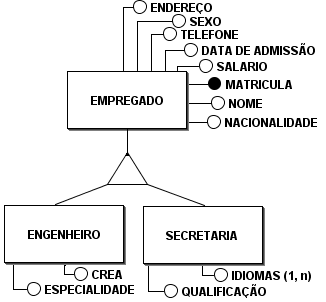 ENDEREÇO
SEXO
TELEFONE
DATA DE ADMISSÃO
SALARIO
MATRICULA
EMPREGADO
NOME
NACIONALIDADE
ENGENHEIRO
SECRETARIA
CREA
IDIOMAS (1, n)
ESPECIALIDADE
QUALIFICAÇÃO